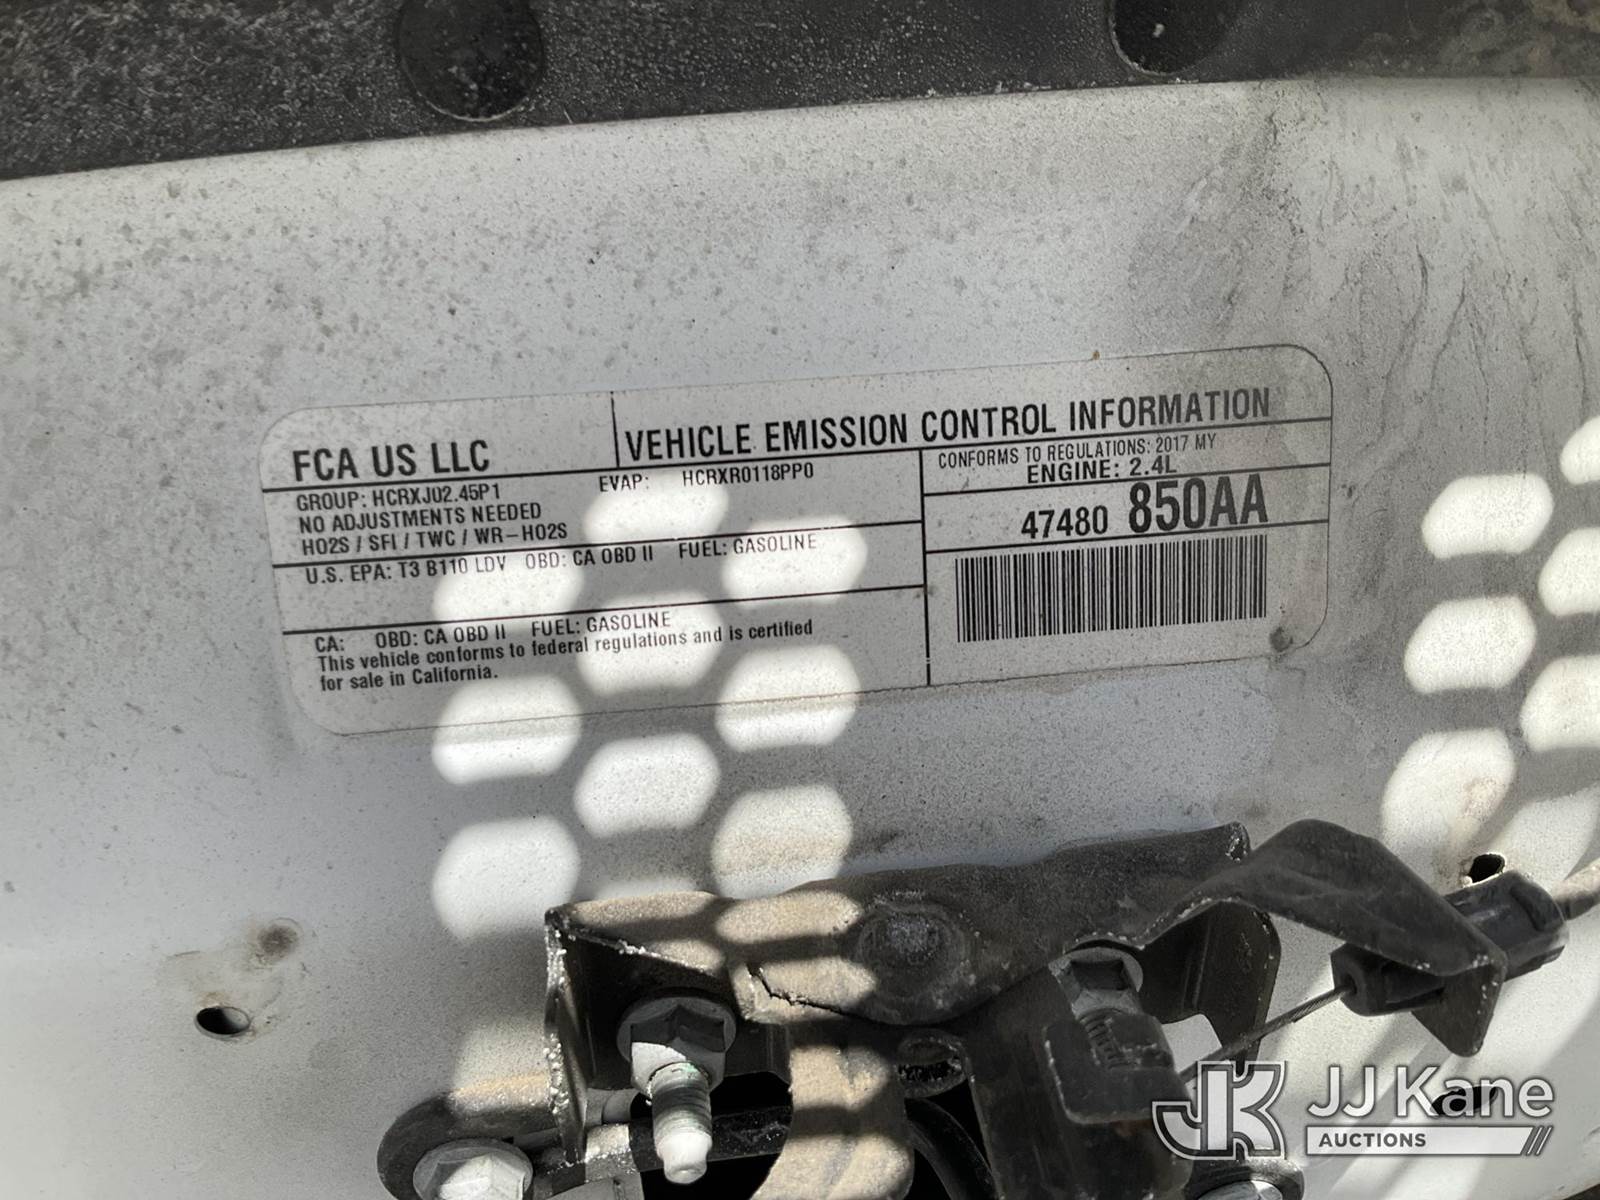 FCA US LLC
VEHICLE EMISSION CONTROL INFORMATION
GROUP: HCRXJ02.45P1 EVAP: HCRXR0118PP0
NO ADJUSTMENTS NEEDED
HO2S / SFI / TWC / WR-HO2S
U.S. EPA: T3 B110 LDV OBD: CA OBD II FUEL: GASOLINE
CA: OBD: CA OBD II FUEL: GASOLINE
This vehicle conforms to federal regulations and is certified
for sale in California.
CONFORMS TO REGULATIONS: 2017 MY
ENGINE: 2.4L
47480 850AA
JK JJ Kane
AUCTIONS